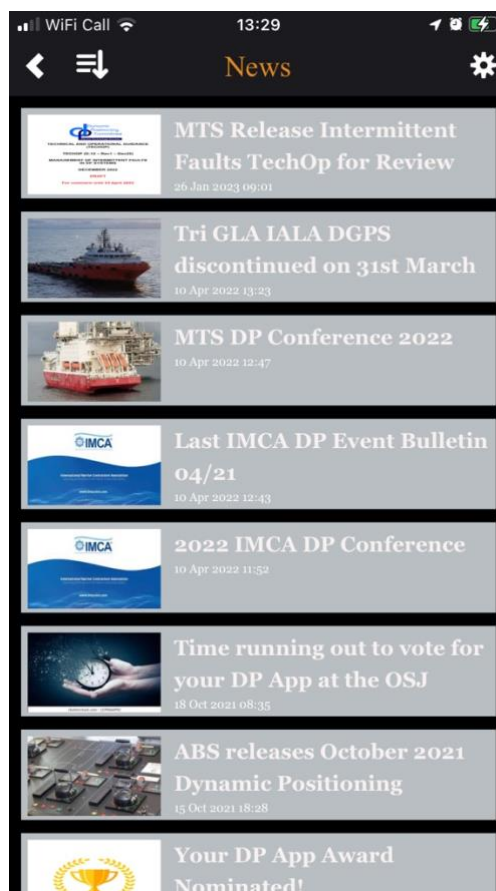 WiFi Call
13:29
News
MTS Release Intermittent
Faults TechOp for Review
26 Jan 2023 09:01
Tri GLA IALA DGPS
discontinued on 31st March
10 Apr 2022 13:23
MTS DP Conference 2022
10 Apr 2022 12:47
IMCA
Last IMCA DP Event Bulletin
04/21
10 Apr 2022 12:43
IMCA
2022 IMCA DP Conference
10 Apr 2022 11:52
Time running out to vote for
your DP App at the OSJ
18 Oct 2021 08:35
ABS releases October 2021
Dynamic Positioning
15 Oct 2021 18:28
Your DP App Award
Nominated!